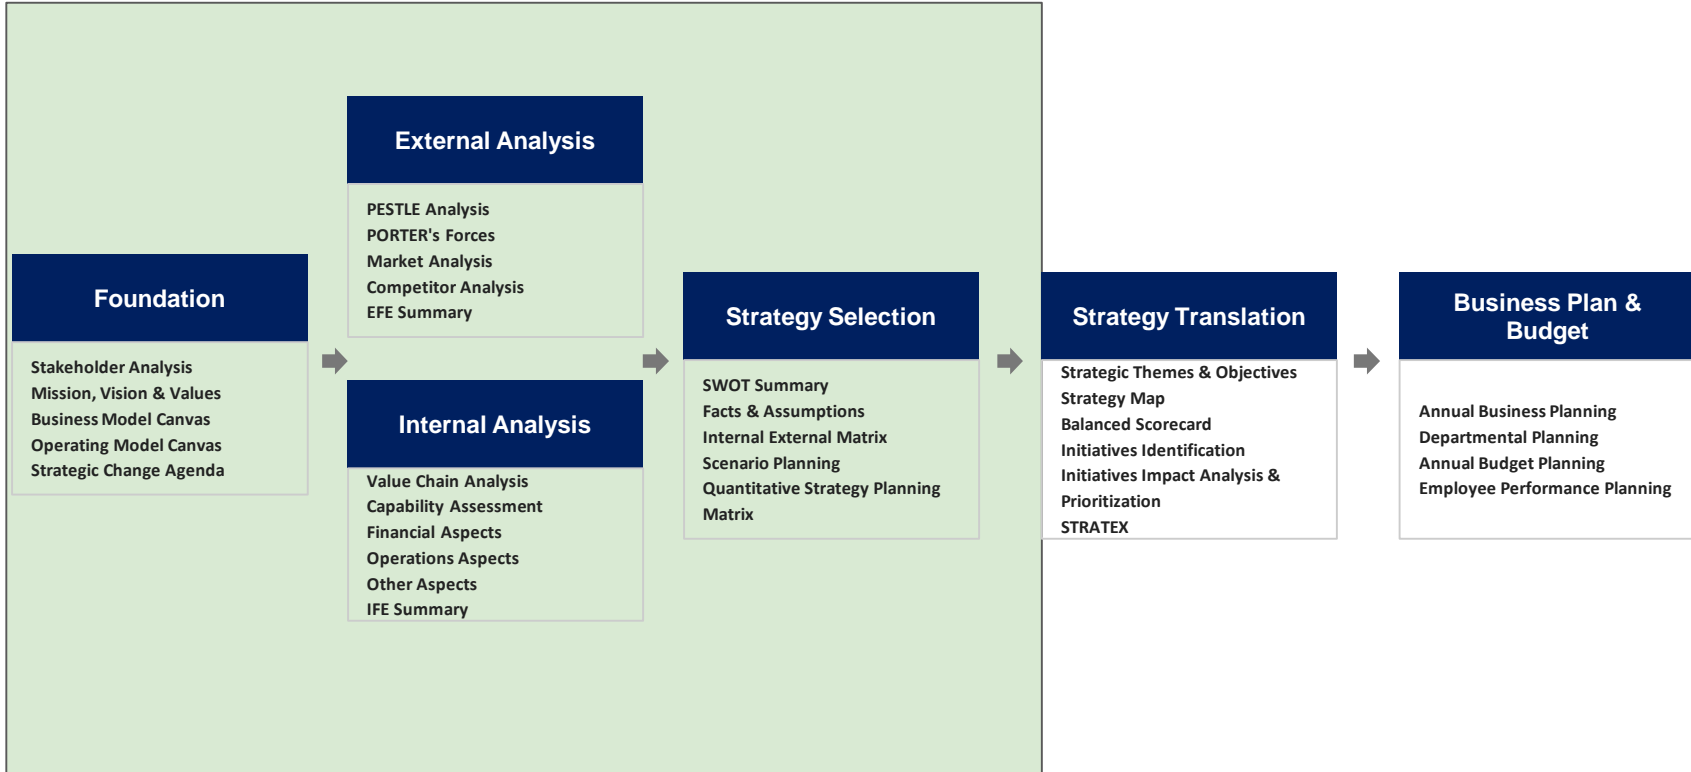 Foundation
Stakeholder Analysis
Mission, Vision & Values
Business Model Canvas
Operating Model Canvas
Strategic Change Agenda
External Analysis
PESTLE Analysis
PORTER's Forces
Market Analysis
Competitor Analysis
EFE Summary
Internal Analysis
Value Chain Analysis
Capability Assessment
Financial Aspects
Operations Aspects
Other Aspects
IFE Summary
Strategy Selection
SWOT Summary
Facts & Assumptions
Internal External Matrix
Scenario Planning
Quantitative Strategy Planning
Matrix
Strategy Translation
Strategic Themes & Objectives
Strategy Map
Balanced Scorecard
Initiatives Identification
Initiatives Impact Analysis &
Prioritization
STRATEX
Business Plan &
Budget
Annual Business Planning
Departmental Planning
Annual Budget Planning
Employee Performance Planning